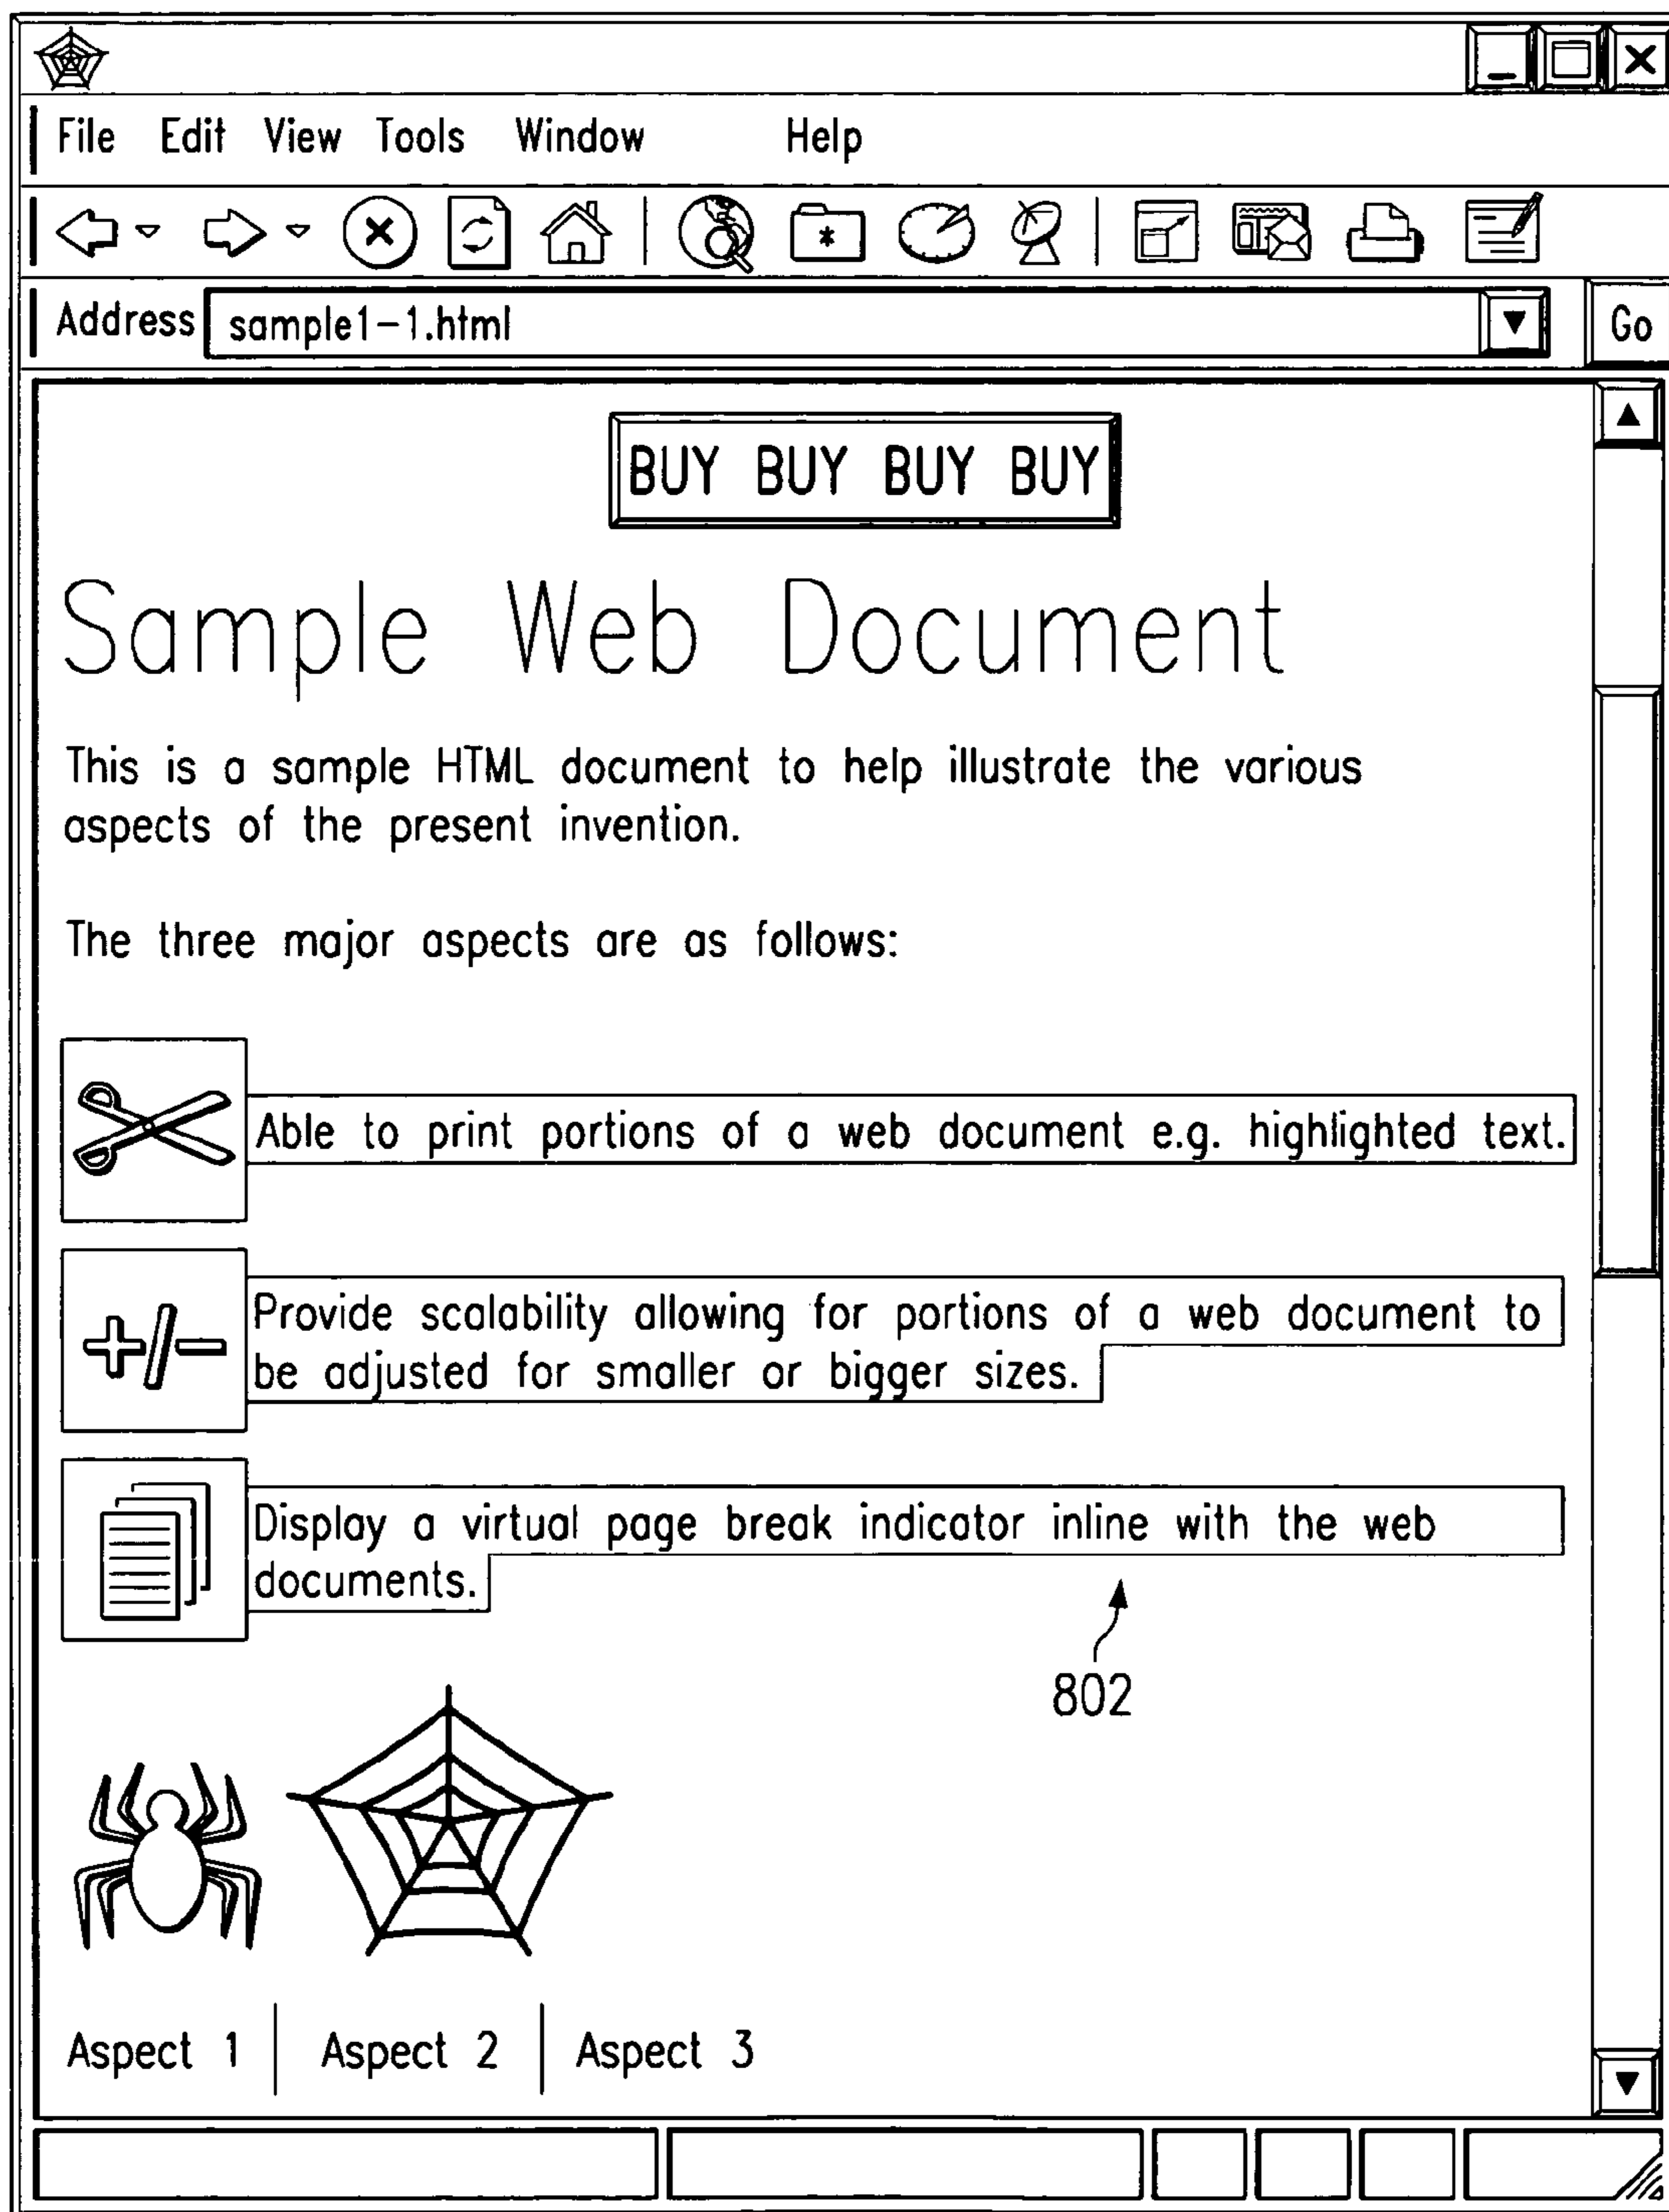 File Edit View Tools Window Help
Address sample1-1.html Go
BUY BUY BUY BUY
Sample Web Document
This is a sample HTML document to help illustrate the various
aspects of the present invention.
The three major aspects are as follows:
Able to print portions of a web document e.g. highlighted text.
+/- Provide scalability allowing for portions of a web document to
be adjusted for smaller or bigger sizes.
Display a virtual page break indicator inline with the web
documents.
802
Aspect 1 | Aspect 2 | Aspect 3